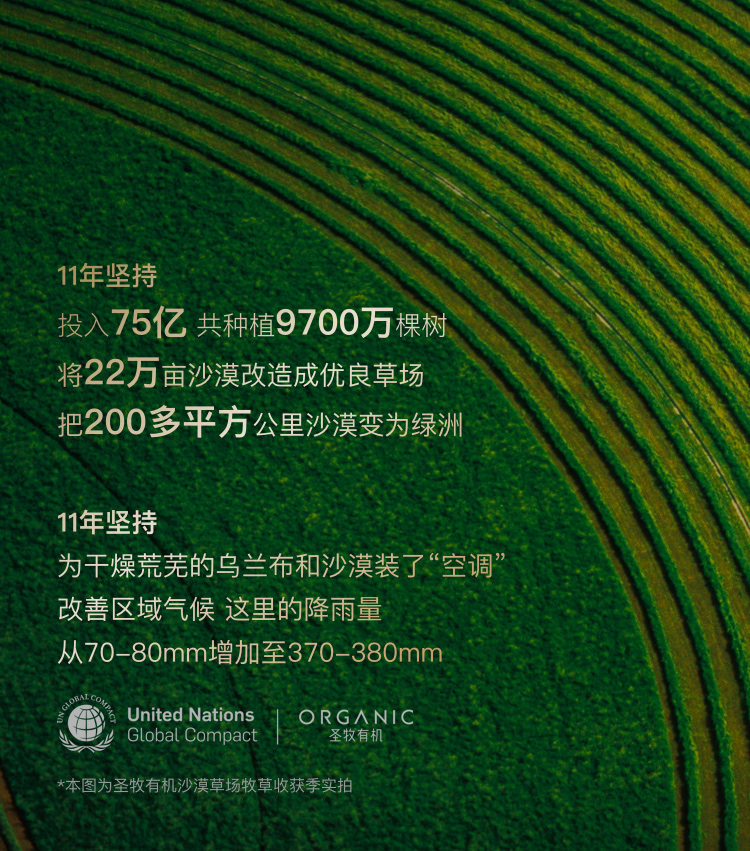 11年坚持
投入75亿 共种植9700万棵树
将22万亩沙漠改造成优良草场
把200多平方公里沙漠变为绿洲
11年坚持
为干燥荒芜的乌兰布和沙漠装了“空调”
改善区域气候 这里的降雨量
从70-80mm增加至370-380mm
UN GLOBAL COMPACT
United Nations
Global Compact
ORGANIC
圣牧有机
*本图为圣牧有机沙漠草场牧草收获季实拍